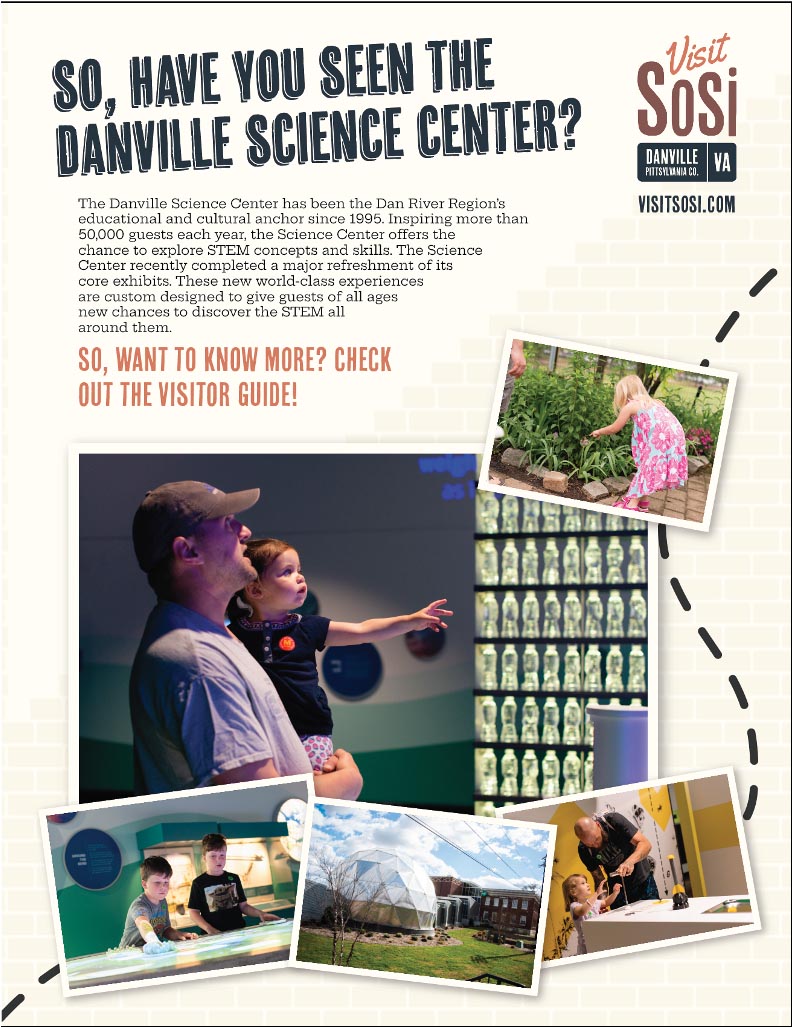 SO, HAVE YOU SEEN THE
DANVILLE SCIENCE CENTER?
Visit
SoSi
DANVILLE
PITTSYLVANIA CO.
VA
VISITSOSI.COM
The Danville Science Center has been the Dan River Region's
educational and cultural anchor since 1995. Inspiring more than
50,000 guests each year, the Science Center offers the
chance to explore STEM concepts and skills. The Science
Center recently completed a major refreshment of its
core exhibits. These new world-class experiences
are custom designed to give guests of all ages
new chances to discover the STEM all
around them.
SO, WANT TO KNOW MORE? CHECK
OUT THE VISITOR GUIDE!